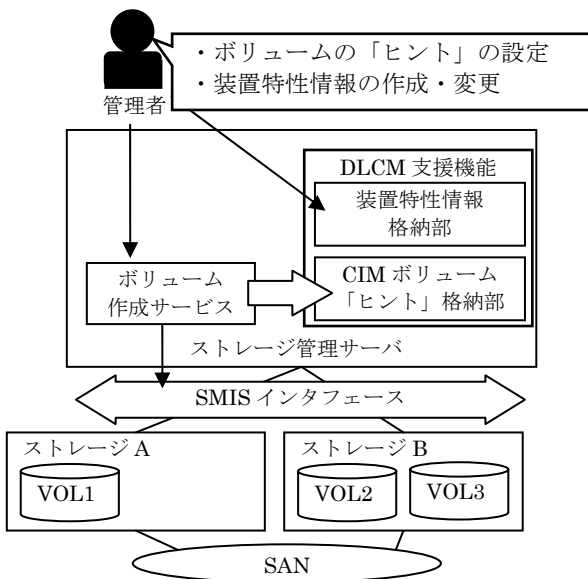 ・ボリュームの「ヒント」の設定
・装置特性情報の作成・変更
管理者
DLCM 支援機能
装置特性情報
格納部
ボリューム
作成サービス
CIM ボリューム
「ヒント」格納部
ストレージ管理サーバ
SMIS インタフェース
ストレージ A
VOL1
ストレージ B
VOL2
VOL3
SAN